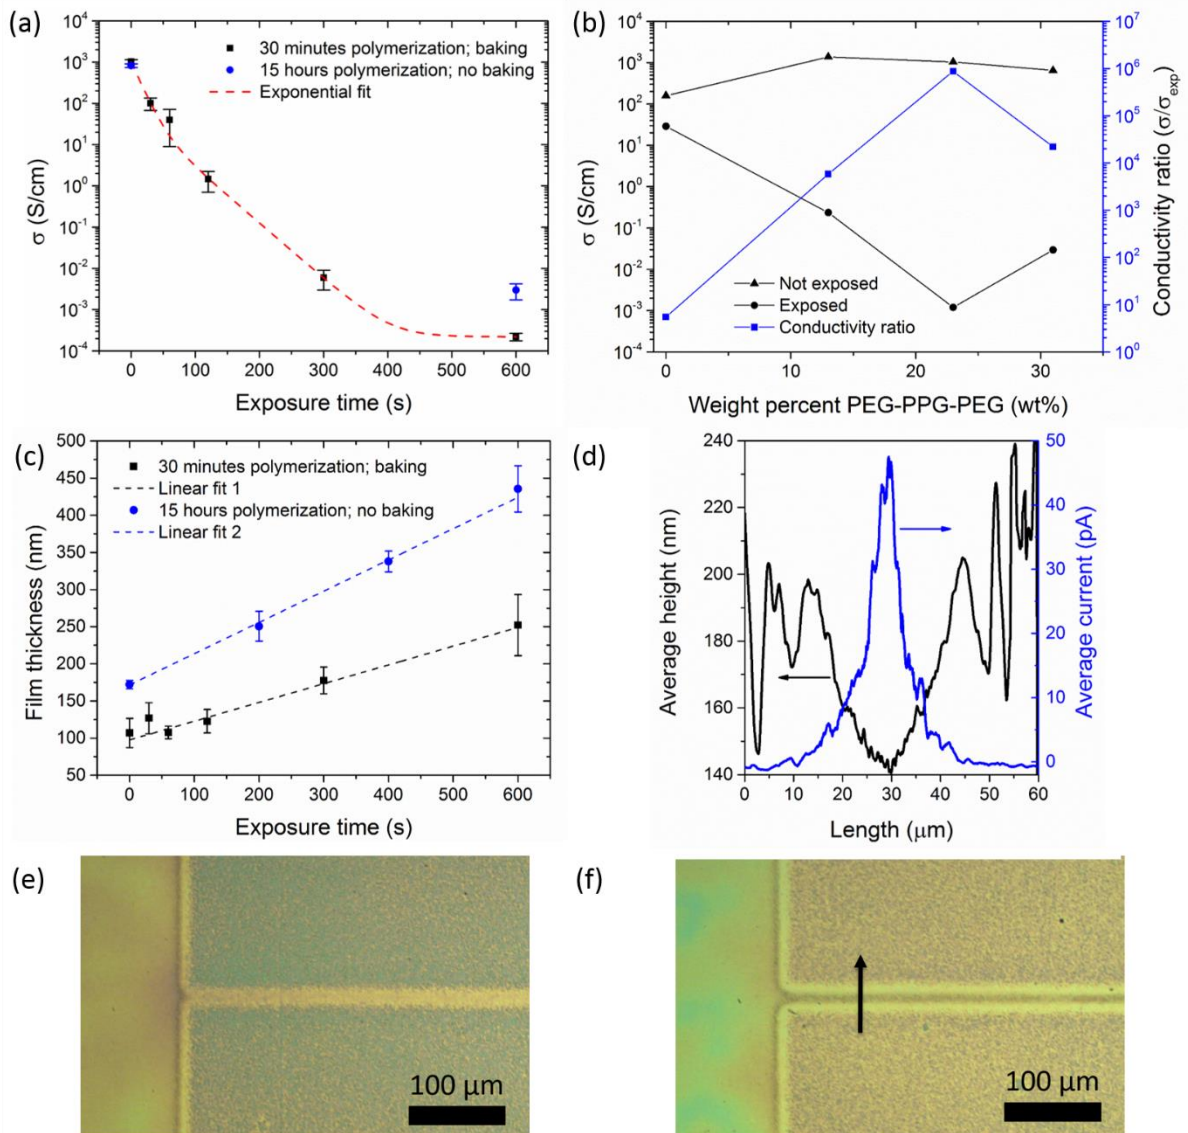 (a)
30 minutes polymerization; baking
15 hours polymerization; no baking
Exponential fit
10⁴
10³
10²
10¹
10⁰
10⁻¹
10⁻²
10⁻³
10⁻⁴
σ (S/cm)
0 100 200 300 400 500 600
Exposure time (s)
(b)
10⁴
10³
10²
10¹
10⁰
10⁻¹
10⁻²
10⁻³
10⁻⁴
σ (S/cm)
Not exposed
Exposed
Conductivity ratio
10⁷
10⁶
10⁵
10⁴
10³
10²
10¹
10⁰
Conductivity ratio (σ/σexp)
0 10 20 30
Weight percent PEG-PPG-PEG (wt%)
(c)
30 minutes polymerization; baking
Linear fit 1
15 hours polymerization; no baking
Linear fit 2
500
450
400
350
300
250
200
150
100
50
Film thickness (nm)
0 100 200 300 400 500 600
Exposure time (s)
(d)
240
220
200
180
160
140
Average height (nm)
50
40
30
20
10
0
Average current (pA)
0 10 20 30 40 50 60
Length (μm)
(e)
100 μm
(f)
100 μm